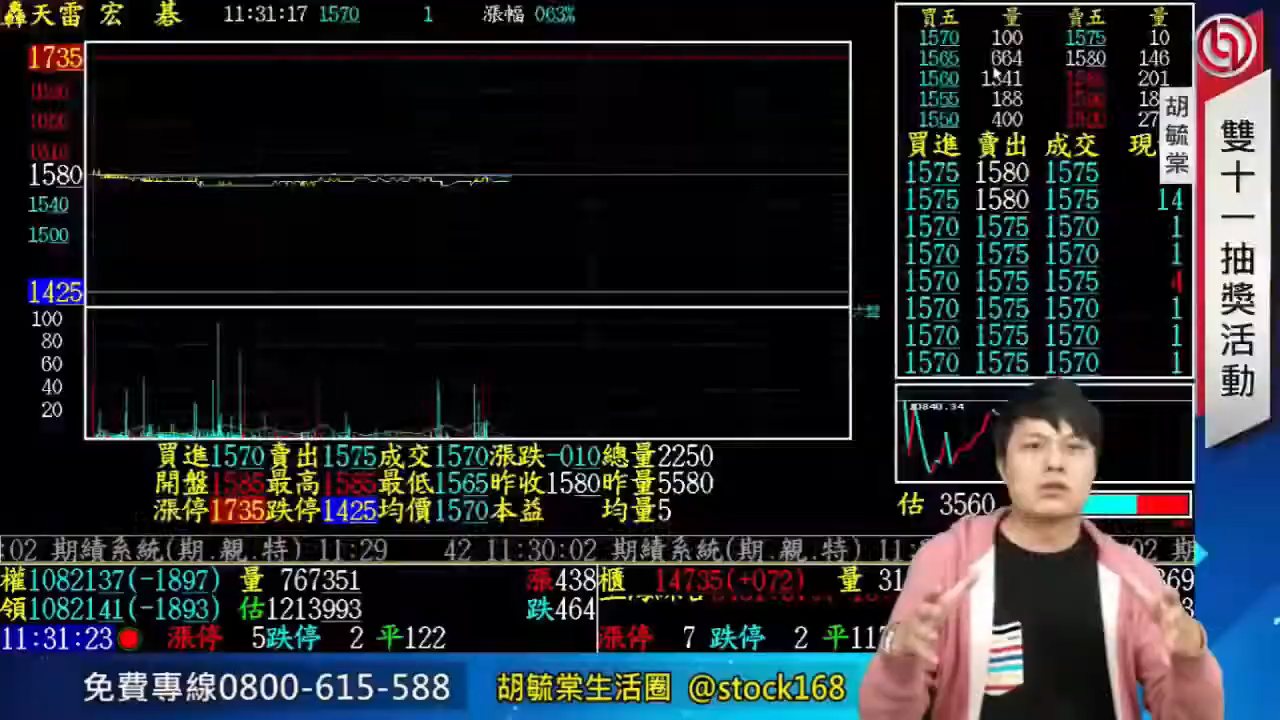 轟天雷 宏 碁 11:31:17 1570 1 漲幅 063%
1735
1580
1540
1500
1425
100
80
60
40
20
買五 量 賣五 量
1570 100 1575 10
1565 664 1580 146
1560 1341 201
1555 188
1550 400
買進 賣出 成交
1575 1580 1575
1575 1580 1575 14
1570 1575 1570 1
1570 1575 1570 1
1570 1575 1570 4
1570 1575 1570 1
1570 1575 1570 1
1570 1575 1570 1
胡毓棠
雙十一抽獎活動
買進1570賣出1575成交1570漲跌-010總量2250
開盤1585最高1585最低1565昨收1580昨量5580
漲停1735跌停1425均價1570本益 均量5
估 3560
:02 期績系統(期.親.特) 11:29 42 11:30:02 期績系統(期.親.特)
權1082137(-1897) 量 767351 漲438
領1082141(-1893) 估1213993 跌464
11:31:23 漲停 5跌停 2 平122
櫃 14735(+072) 量
漲停 7 跌停 2
免費專線0800-615-588 胡毓棠生活圈 @stock168